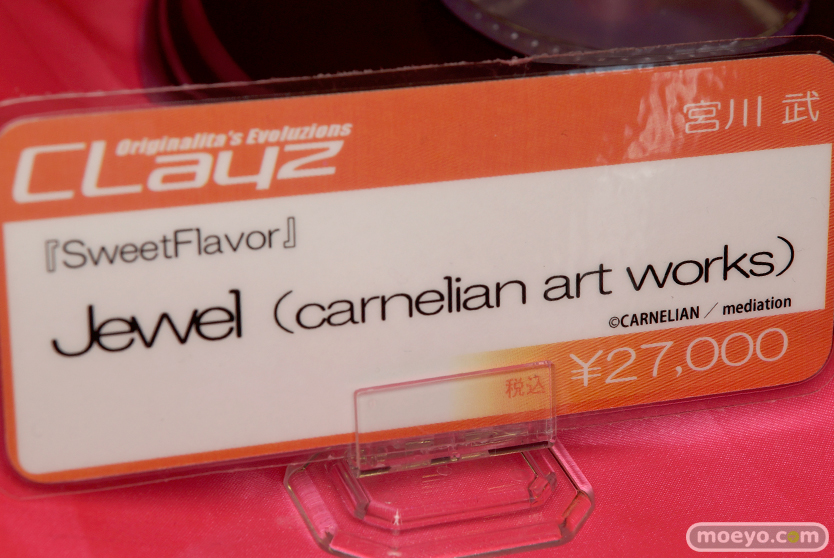 Originalita's Evoluzions
CLayz
宮川 武
『SweetFlavor』
Jewel (carnelian art works)
©CARNELIAN / mediation
税込 ¥27,000
moeyo.com